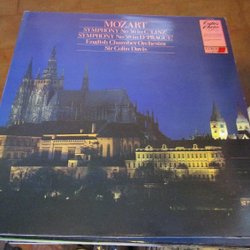 MOZART
SYMPHONY No.36 in C "LINZ"
SYMPHONY No.38 in D "PRAGUE"
English Chamber Orchestra
Sir Colin Davis